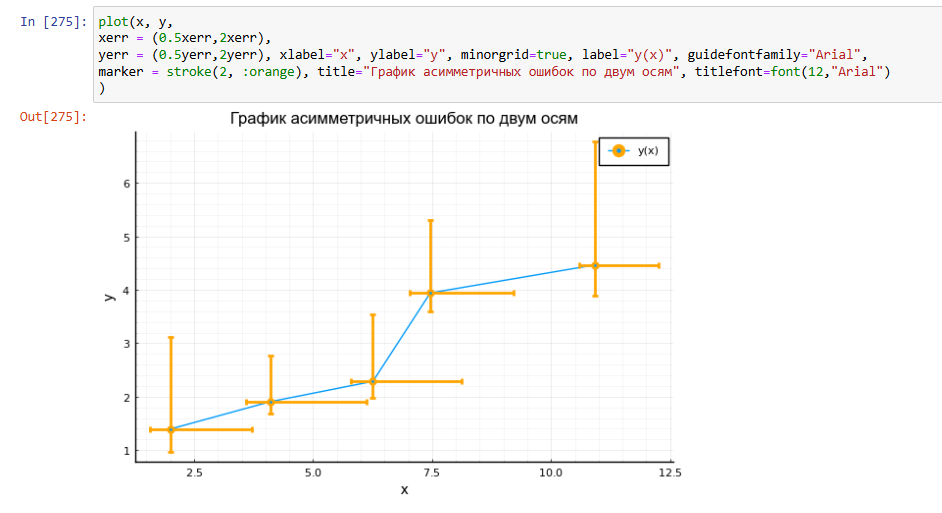 In [275]: plot(x, y,
xerr = (0.5xerr,2xerr),
yerr = (0.5yerr,2yerr), xlabel="x", ylabel="y", minorgrid=true, label="y(x)", guidefontfamily="Arial",
marker = stroke(2, :orange), title="График асимметричных ошибок по двум осям", titlefont=font(12,"Arial")
)
Out[275]:
График асимметричных ошибок по двум осям
y(x)
6
5
4
3
2
1
y
2.5 5.0 7.5 10.0 12.5
x